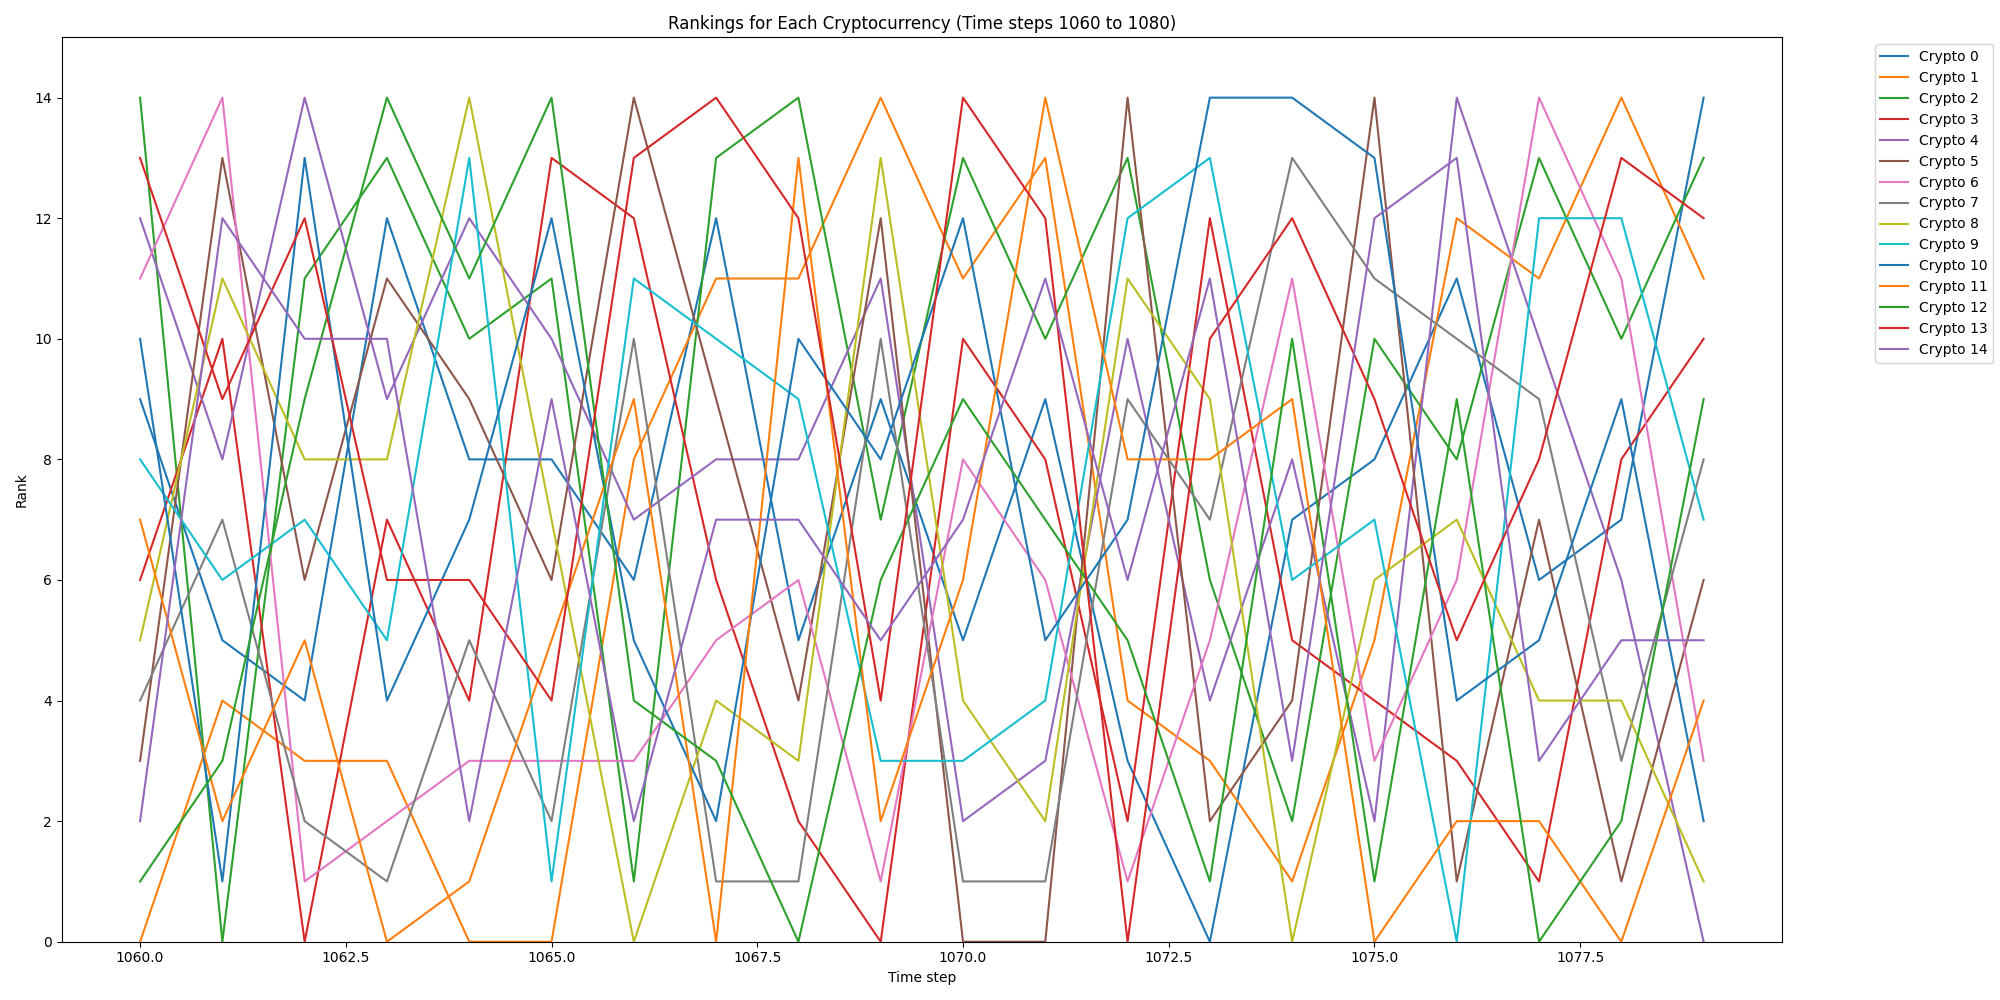 Rankings for Each Cryptocurrency (Time steps 1060 to 1080)
Rank
14
12
10
8
6
4
2
0
1060.0 1062.5 1065.0 1067.5 1070.0 1072.5 1075.0 1077.5
Time step
Crypto 0
Crypto 1
Crypto 2
Crypto 3
Crypto 4
Crypto 5
Crypto 6
Crypto 7
Crypto 8
Crypto 9
Crypto 10
Crypto 11
Crypto 12
Crypto 13
Crypto 14